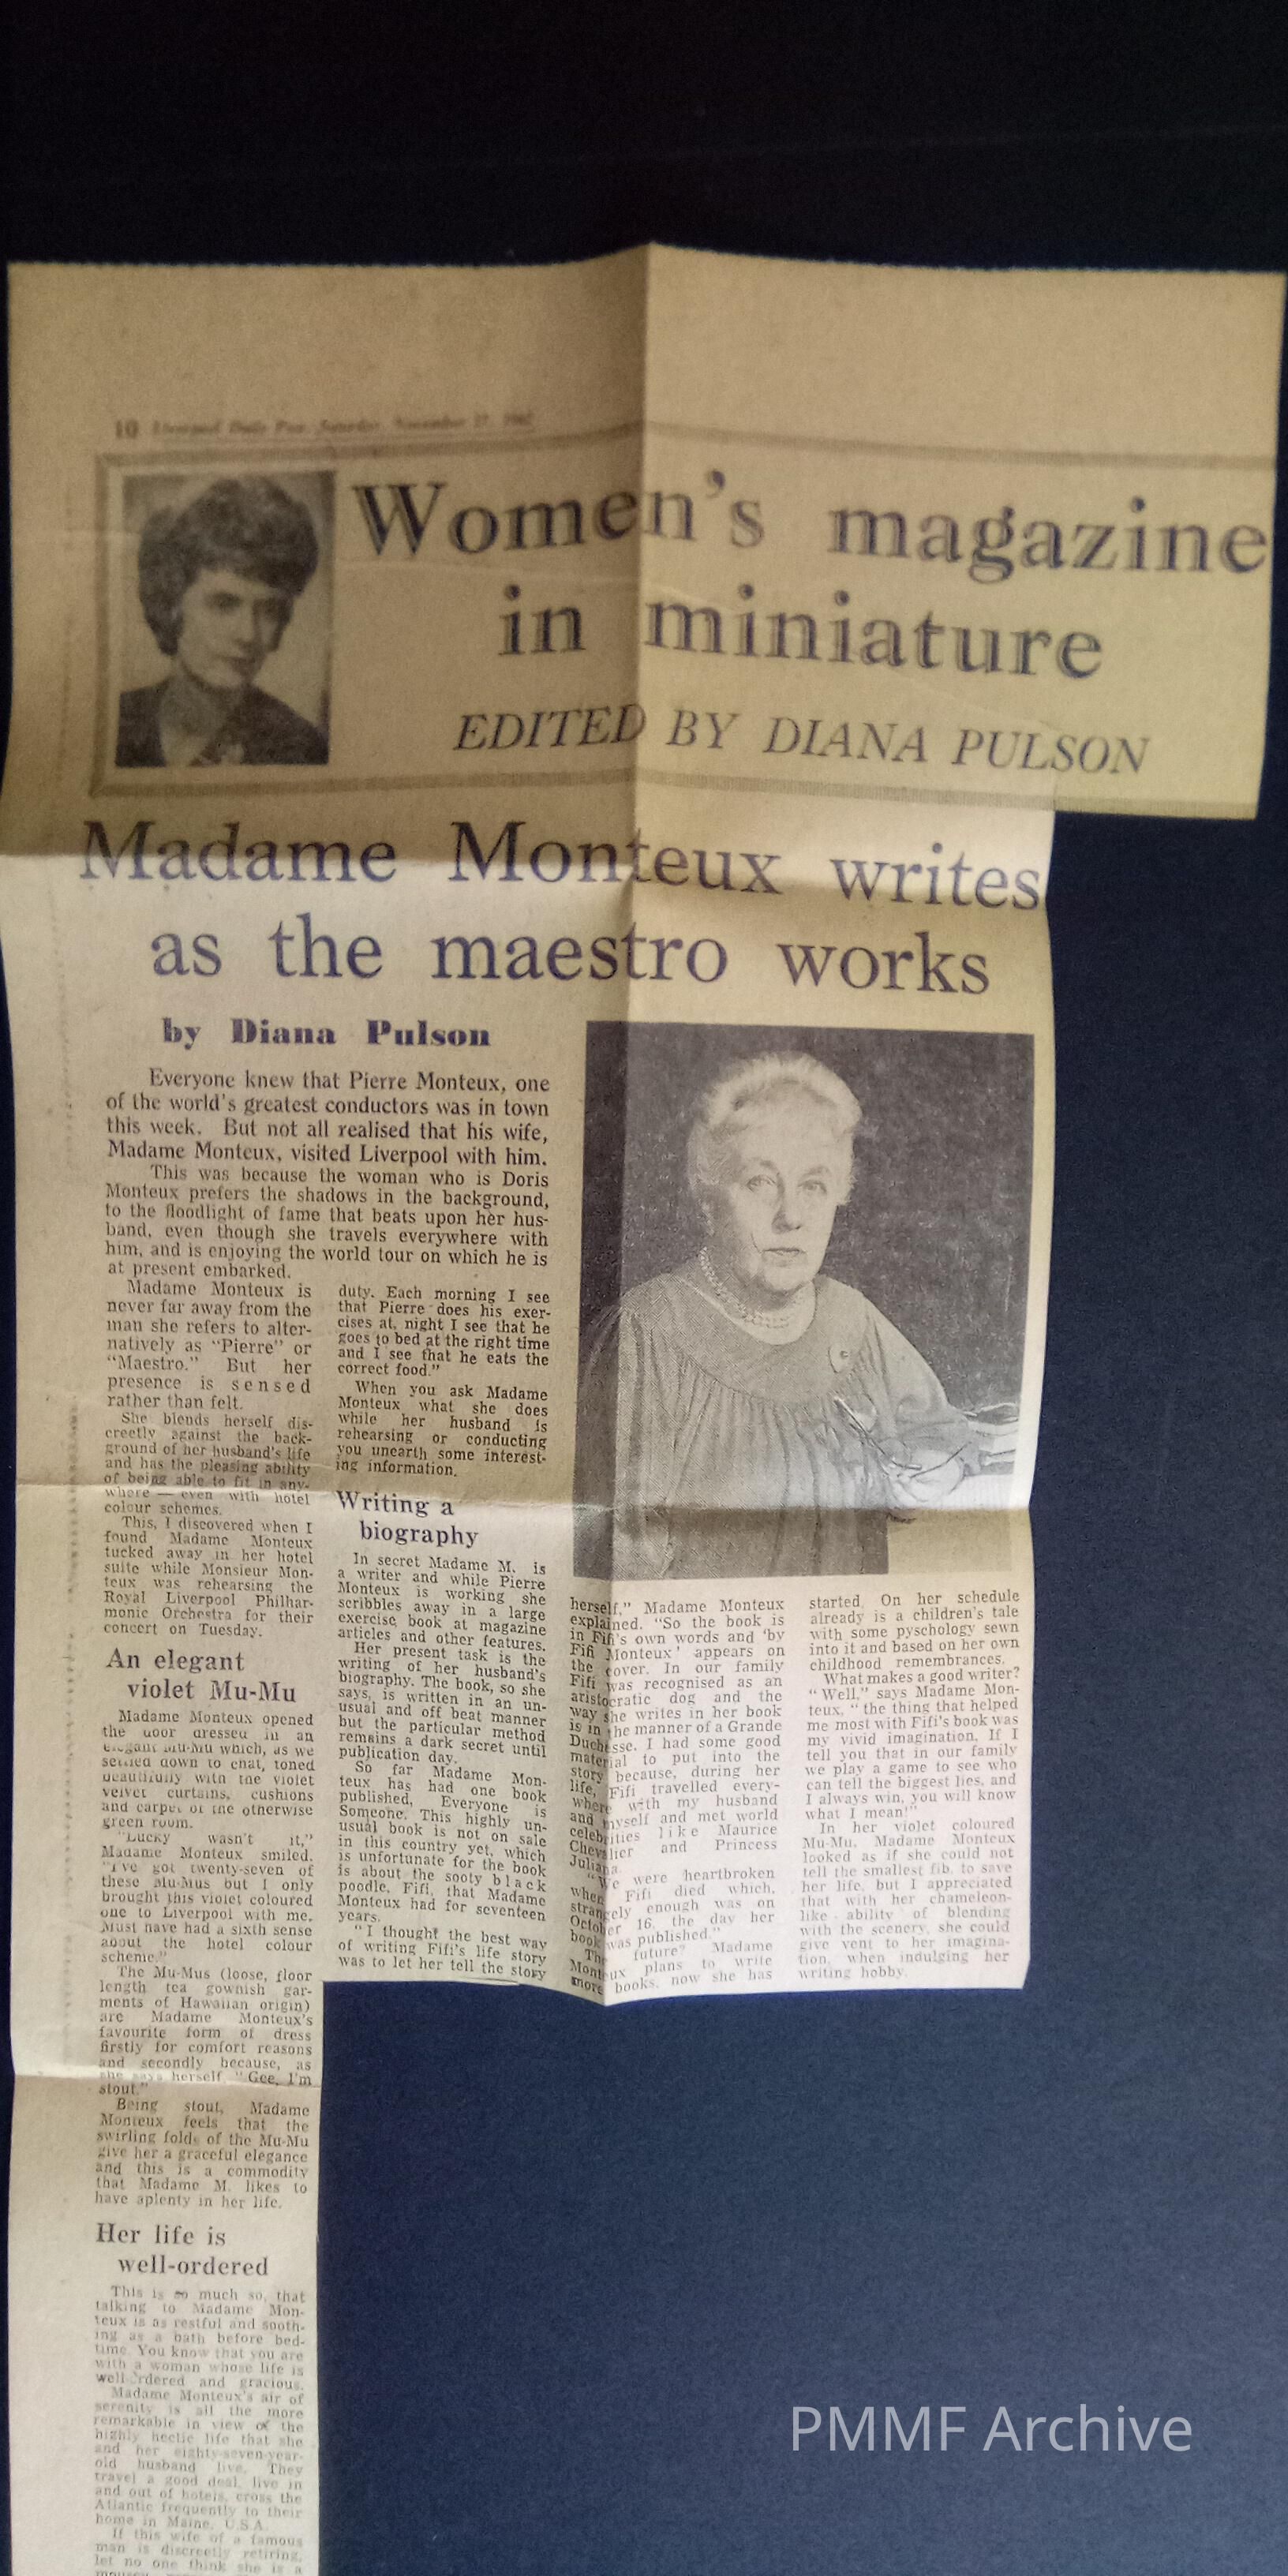 10 Liverpool Daily Post, Saturday, November
Women's magazine
in miniature
EDITED BY DIANA PULSON
Madame Monteux writes
as the maestro works
by Diana Pulson
Everyone knew that Pierre Monteux, one
of the world's greatest conductors was in town
this week. But not all realised that his wife,
Madame Monteux, visited Liverpool with him.
This was because the woman who is Doris
Monteux prefers the shadows in the background,
to the floodlight of fame that beats upon her hus-
band, even though she travels everywhere with
him, and is enjoying the world tour on which he is
at present embarked.
Madame Monteux is
never far away from the
man she refers to alter-
natively as "Pierre" or
"Maestro." But her
presence is sensed
rather than felt.
She blends herself dis-
creetly against the back-
ground of her husband's life
and has the pleasing ability
of being able to fit in any-
where — even with hotel
colour schemes.
This, I discovered when I
found Madame Monteux
tucked away in her hotel
suite while Monsieur Mon-
teux was rehearsing the
Royal Liverpool Philhar-
monic Orchestra for their
concert on Tuesday.
An elegant
violet Mu-Mu
Madame Monteux opened
the door dressed in an
elegant Mu-Mu which, as we
settled down to chat, toned
beautifully with the violet
velvet curtains, cushions
and carpet of the otherwise
green room.
"Lucky wasn't it,"
Madame Monteux smiled.
"I've got twenty-seven of
these Mu-Mus but I only
brought this violet coloured
one to Liverpool with me.
Must have had a sixth sense
about the hotel colour
scheme."
The Mu-Mus (loose, floor
length tea gownish gar-
ments of Hawaiian origin)
are Madame Monteux's
favourite form of dress
firstly for comfort reasons
and secondly because, as
she says herself, "Gee, I'm
stout."
Being stout, Madame
Monteux feels that the
swirling folds of the Mu-Mu
give her a graceful elegance
and this is a commodity
that Madame M. likes to
have aplenty in her life.
Her life is
well-ordered
This is so much so, that
talking to Madame Mon-
teux is as restful and sooth-
ing as a bath before bed-
time. You know that you are
with a woman whose life is
well-ordered and gracious.
Madame Monteux's air of
serenity is all the more
remarkable in view of the
highly hectic life that she
and her eighty-seven-year-
old husband live. They
travel a good deal, live in
and out of hotels, cross the
Atlantic frequently to their
home in Maine, U.S.A.
If this wife of a famous
man is discreetly retiring,
let no one think she is a
duty. Each morning I see
that Pierre does his exer-
cises at, night I see that he
goes to bed at the right time
and I see that he eats the
correct food."
When you ask Madame
Monteux what she does
while her husband is
rehearsing or conducting
you unearth some interest-
ing information.
Writing a
biography
In secret Madame M. is
a writer and while Pierre
Monteux is working she
scribbles away in a large
exercise book at magazine
articles and other features.
Her present task is the
writing of her husband's
biography. The book, so she
says, is written in an un-
usual and off beat manner
but the particular method
remains a dark secret until
publication day.
So far Madame Mon-
teux has had one book
published, Everyone is
Someone. This highly un-
usual book is not on sale
in this country yet, which
is unfortunate for the book
is about the sooty black
poodle, Fifi, that Madame
Monteux had for seventeen
years.
"I thought the best way
of writing Fifi's life story
was to let her tell the story
herself," Madame Monteux
explained. "So the book is
in Fifi's own words and 'by
Fifi Monteux' appears on
the cover. In our family
Fifi was recognised as an
aristocratic dog and the
way she writes in her book
is in the manner of a Grande
Duchesse. I had some good
material to put into the
story because, during her
life, Fifi travelled every-
where with my husband
and myself and met world
celebrities like Maurice
Chevalier and Princess
Juliana.
"We were heartbroken
when Fifi died which,
strangely enough was on
October 16, the day her
book was published."
The future? Madame
Monteux plans to write
more books, now she has
started. On her schedule
already is a children's tale
with some pyschology sewn
into it and based on her own
childhood remembrances.
What makes a good writer?
"Well," says Madame Mon-
teux, "the thing that helped
me most with Fifi's book was
my vivid imagination. If I
tell you that in our family
we play a game to see who
can tell the biggest lies, and
I always win, you will know
what I mean!"
In her violet coloured
Mu-Mu, Madame Monteux
looked as if she could not
tell the smallest fib, to save
her life, but I appreciated
that with her chameleon-
like ability of blending
with the scenery, she could
give vent to her imagina-
tion, when indulging her
writing hobby.
PMMF Archive